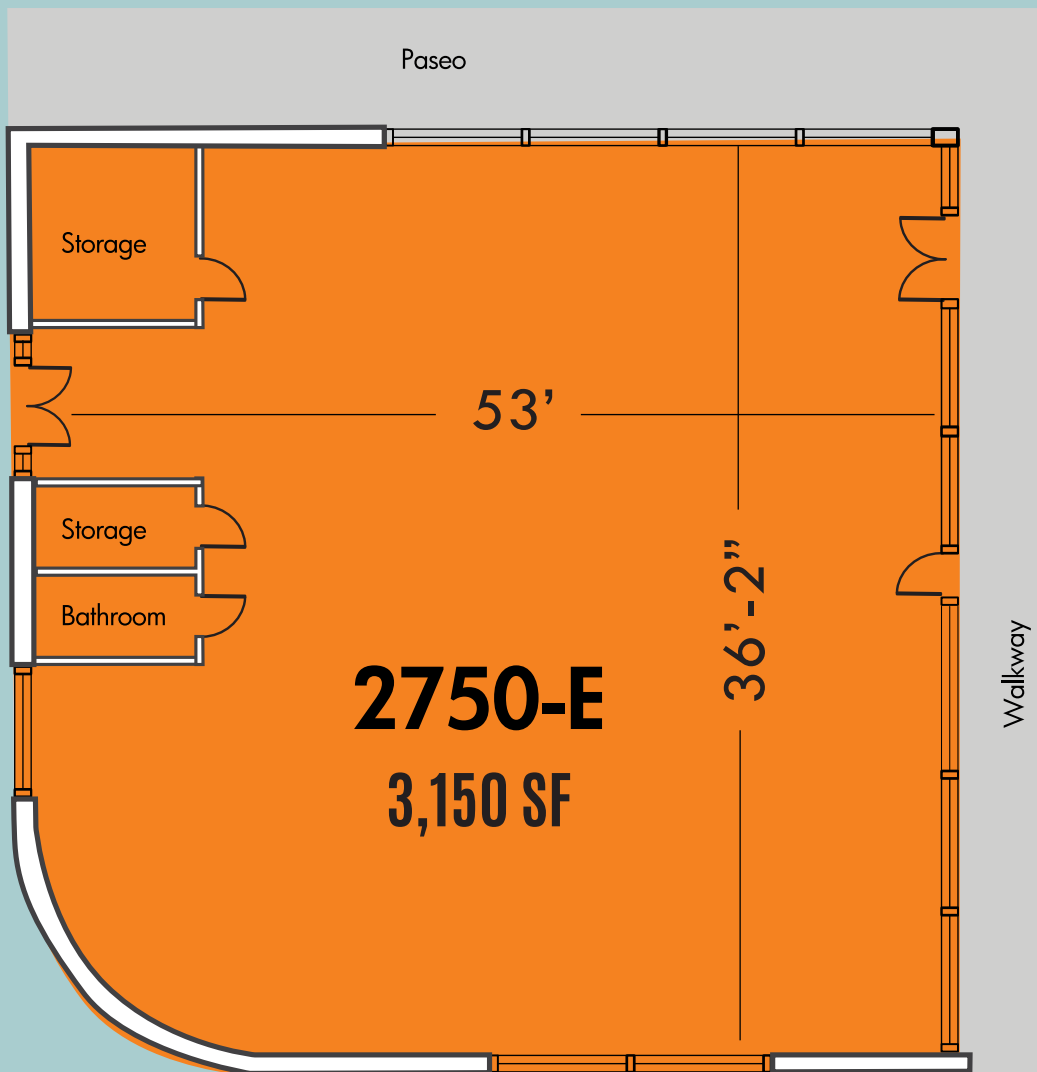 Paseo
Storage
53’
Storage
Bathroom
36’-2”
Walkway
2750-E
3,150 SF